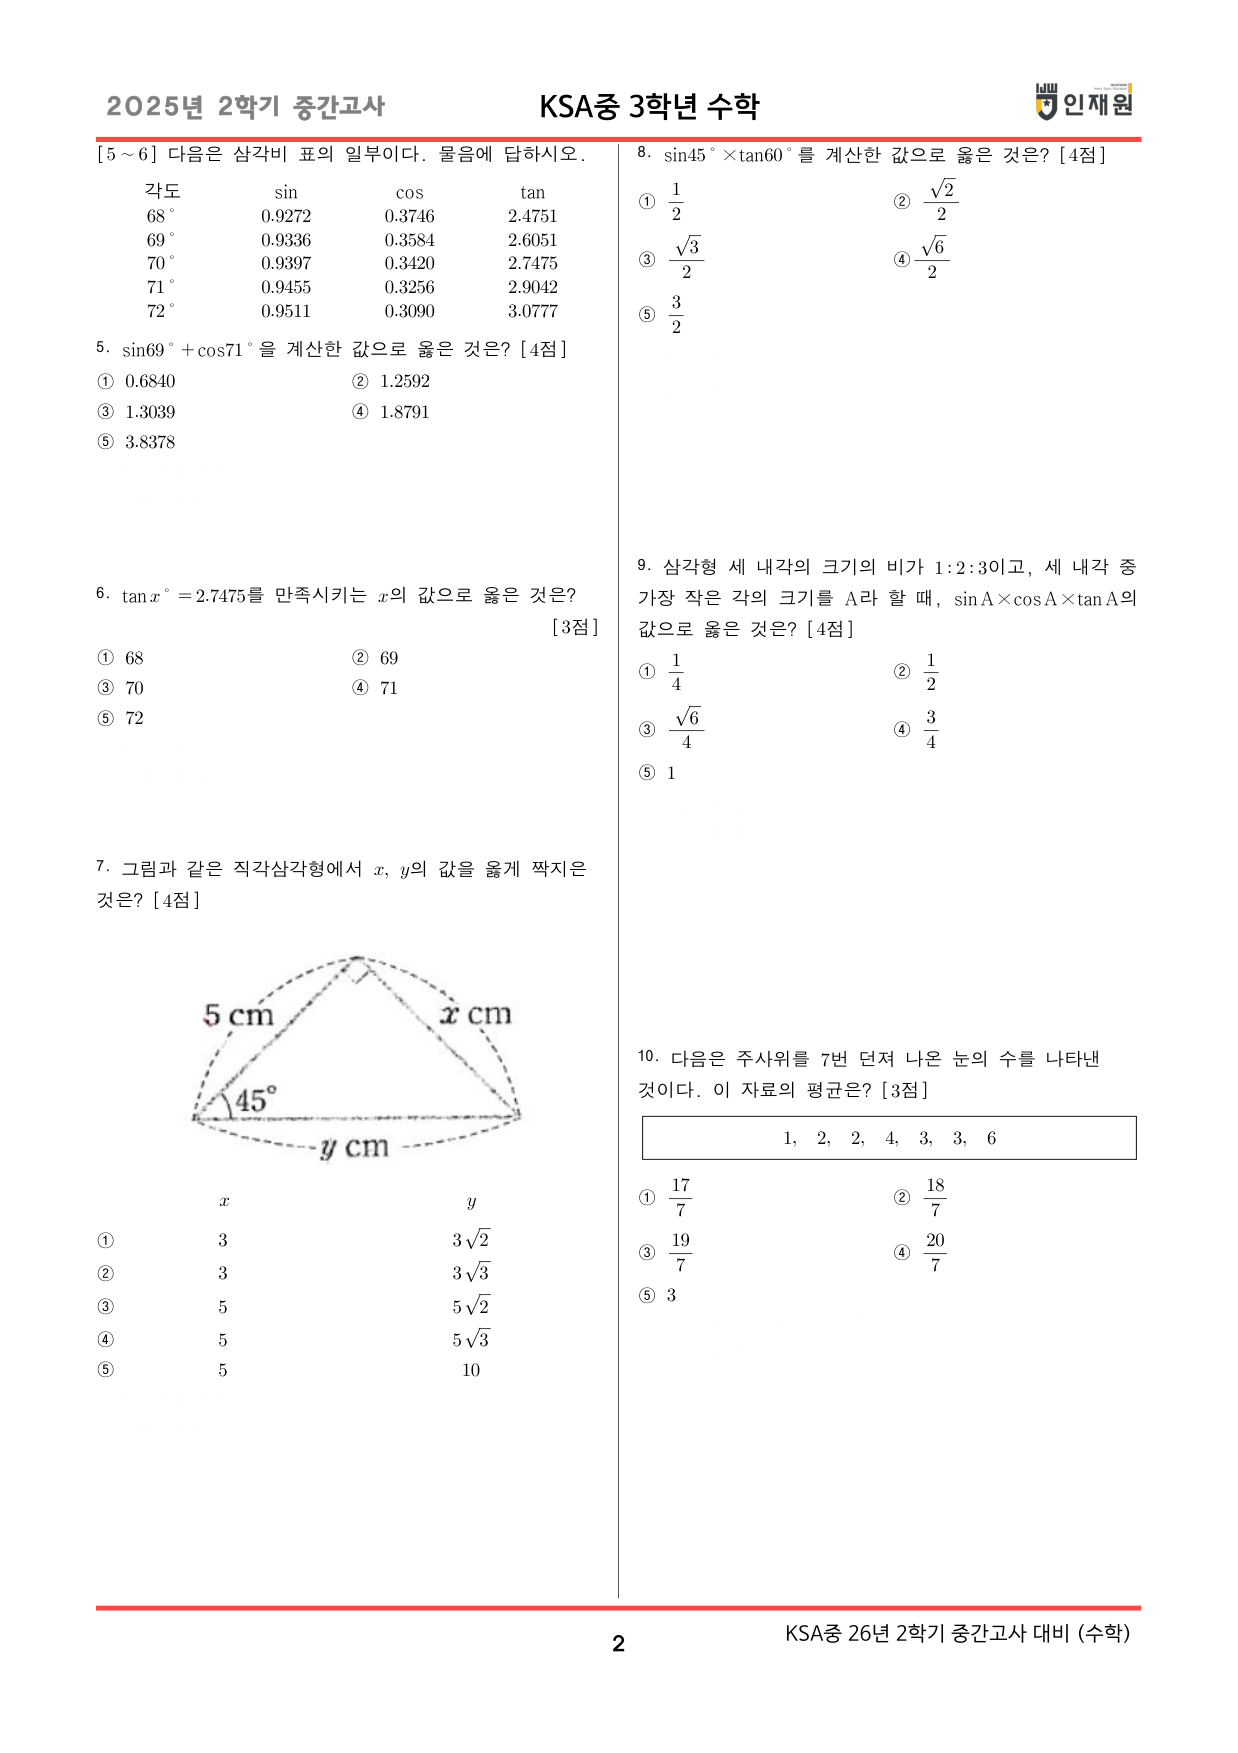 2025년 2학기 중간고사
KSA중 3학년 수학
인재원
[5~6] 다음은 삼각비 표의 일부이다. 물음에 답하시오.
각도 sin cos tan
68° 0.9272 0.3746 2.4751
69° 0.9336 0.3584 2.6051
70° 0.9397 0.3420 2.7475
71° 0.9455 0.3256 2.9042
72° 0.9511 0.3090 3.0777
5. sin69°+cos71°을 계산한 값으로 옳은 것은? [4점]
① 0.6840 ② 1.2592
③ 1.3039 ④ 1.8791
⑤ 3.8378
6. tan x° = 2.7475를 만족시키는 x의 값으로 옳은 것은?
[3점]
① 68 ② 69
③ 70 ④ 71
⑤ 72
7. 그림과 같은 직각삼각형에서 x, y의 값을 옳게 짝지은
것은? [4점]
5 cm x cm
45°
y cm
x y
① 3 3√2
② 3 3√3
③ 5 5√2
④ 5 5√3
⑤ 5 10
8. sin45°×tan60°를 계산한 값으로 옳은 것은? [4점]
① 1/2 ② √2/2
③ √3/2 ④ √6/2
⑤ 3/2
9. 삼각형 세 내각의 크기의 비가 1:2:3이고, 세 내각 중
가장 작은 각의 크기를 A라 할 때, sin A×cos A×tan A의
값으로 옳은 것은? [4점]
① 1/4 ② 1/2
③ √6/4 ④ 3/4
⑤ 1
10. 다음은 주사위를 7번 던져 나온 눈의 수를 나타낸
것이다. 이 자료의 평균은? [3점]
1, 2, 2, 4, 3, 3, 6
① 17/7 ② 18/7
③ 19/7 ④ 20/7
⑤ 3
2
KSA중 26년 2학기 중간고사 대비 (수학)